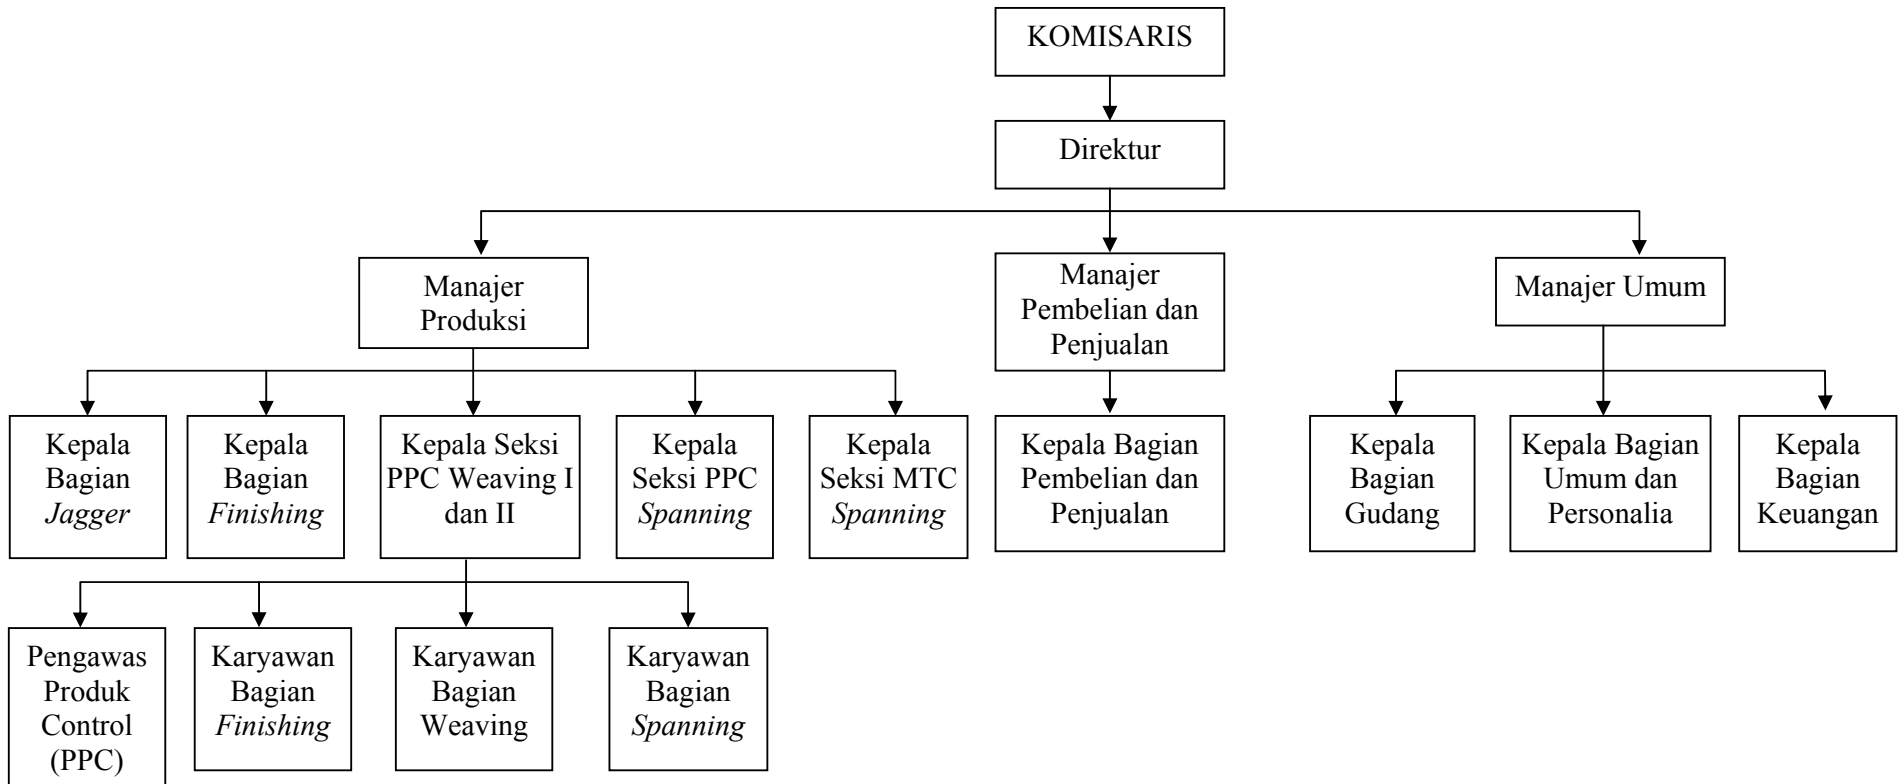 KOMISARIS
Direktur
Manajer
Produksi
Manajer
Pembelian dan
Penjualan
Manajer Umum
Kepala
Bagian
Jagger
Kepala
Bagian
Finishing
Kepala Seksi
PPC Weaving I
dan II
Kepala
Seksi PPC
Spanning
Kepala
Seksi MTC
Spanning
Kepala Bagian
Pembelian dan
Penjualan
Kepala
Bagian
Gudang
Kepala Bagian
Umum dan
Personalia
Kepala
Bagian
Keuangan
Pengawas
Produk
Control
(PPC)
Karyawan
Bagian
Finishing
Karyawan
Bagian
Weaving
Karyawan
Bagian
Spanning